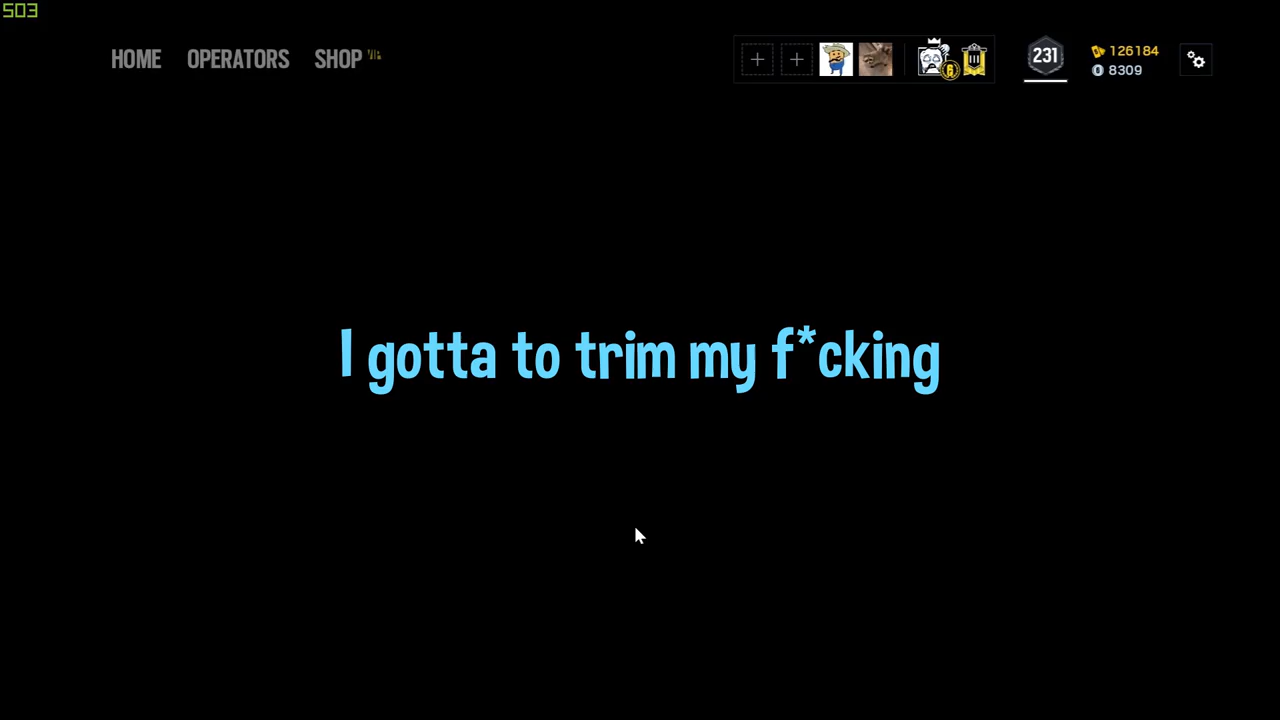 503
HOME OPERATORS SHOP
231
126184
8309
I gotta to trim my f*cking